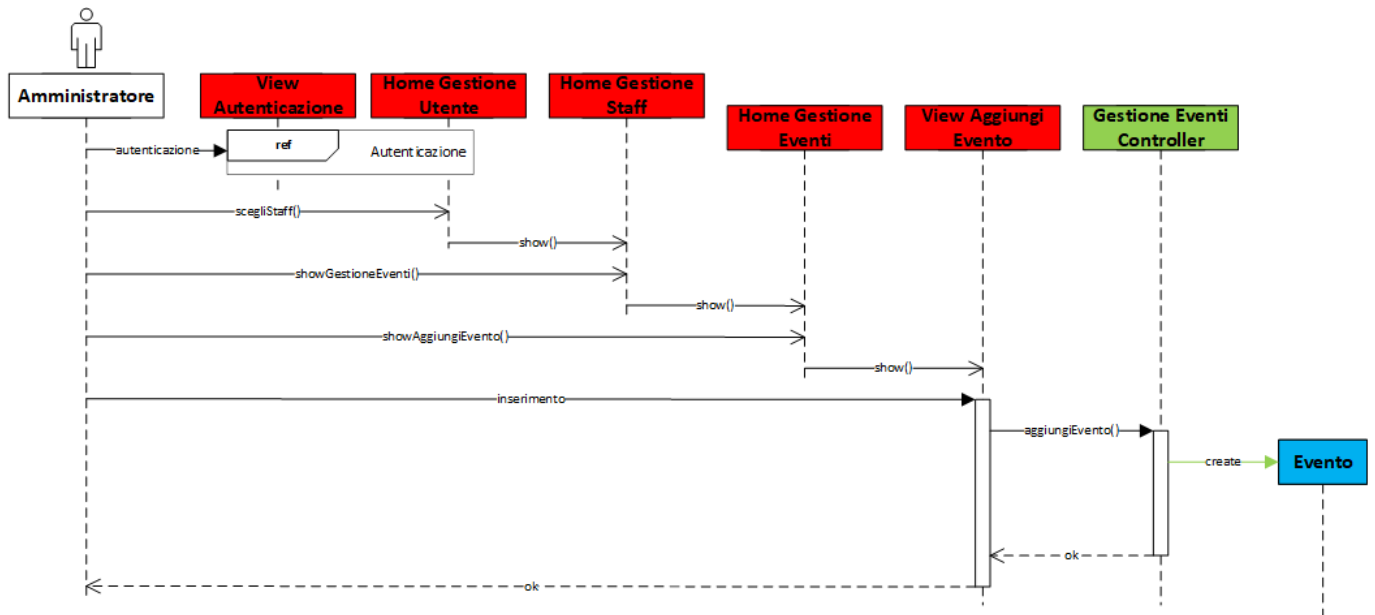 Amministratore
View
Autenticazione
Home Gestione
Utente
Home Gestione
Staff
Home Gestione
Eventi
View Aggiungi
Evento
Gestione Eventi
Controller
autenticazione
ref
Autenticazione
scegliStaff()
show()
showGestioneEventi()
show()
showAggiungiEvento()
show()
inserimento
aggiungiEvento()
create
Evento
ok
ok